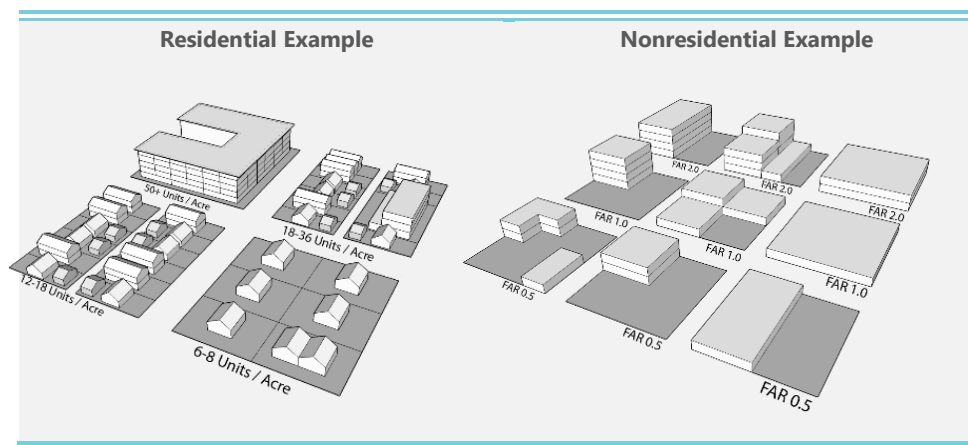 Residential Example
50+ Units / Acre
18-36 Units / Acre
12-18 Units / Acre
6-8 Units / Acre
Nonresidential Example
FAR 2.0
FAR 2.0
FAR 2.0
FAR 1.0
FAR 1.0
FAR 1.0
FAR 0.5
FAR 0.5
FAR 0.5